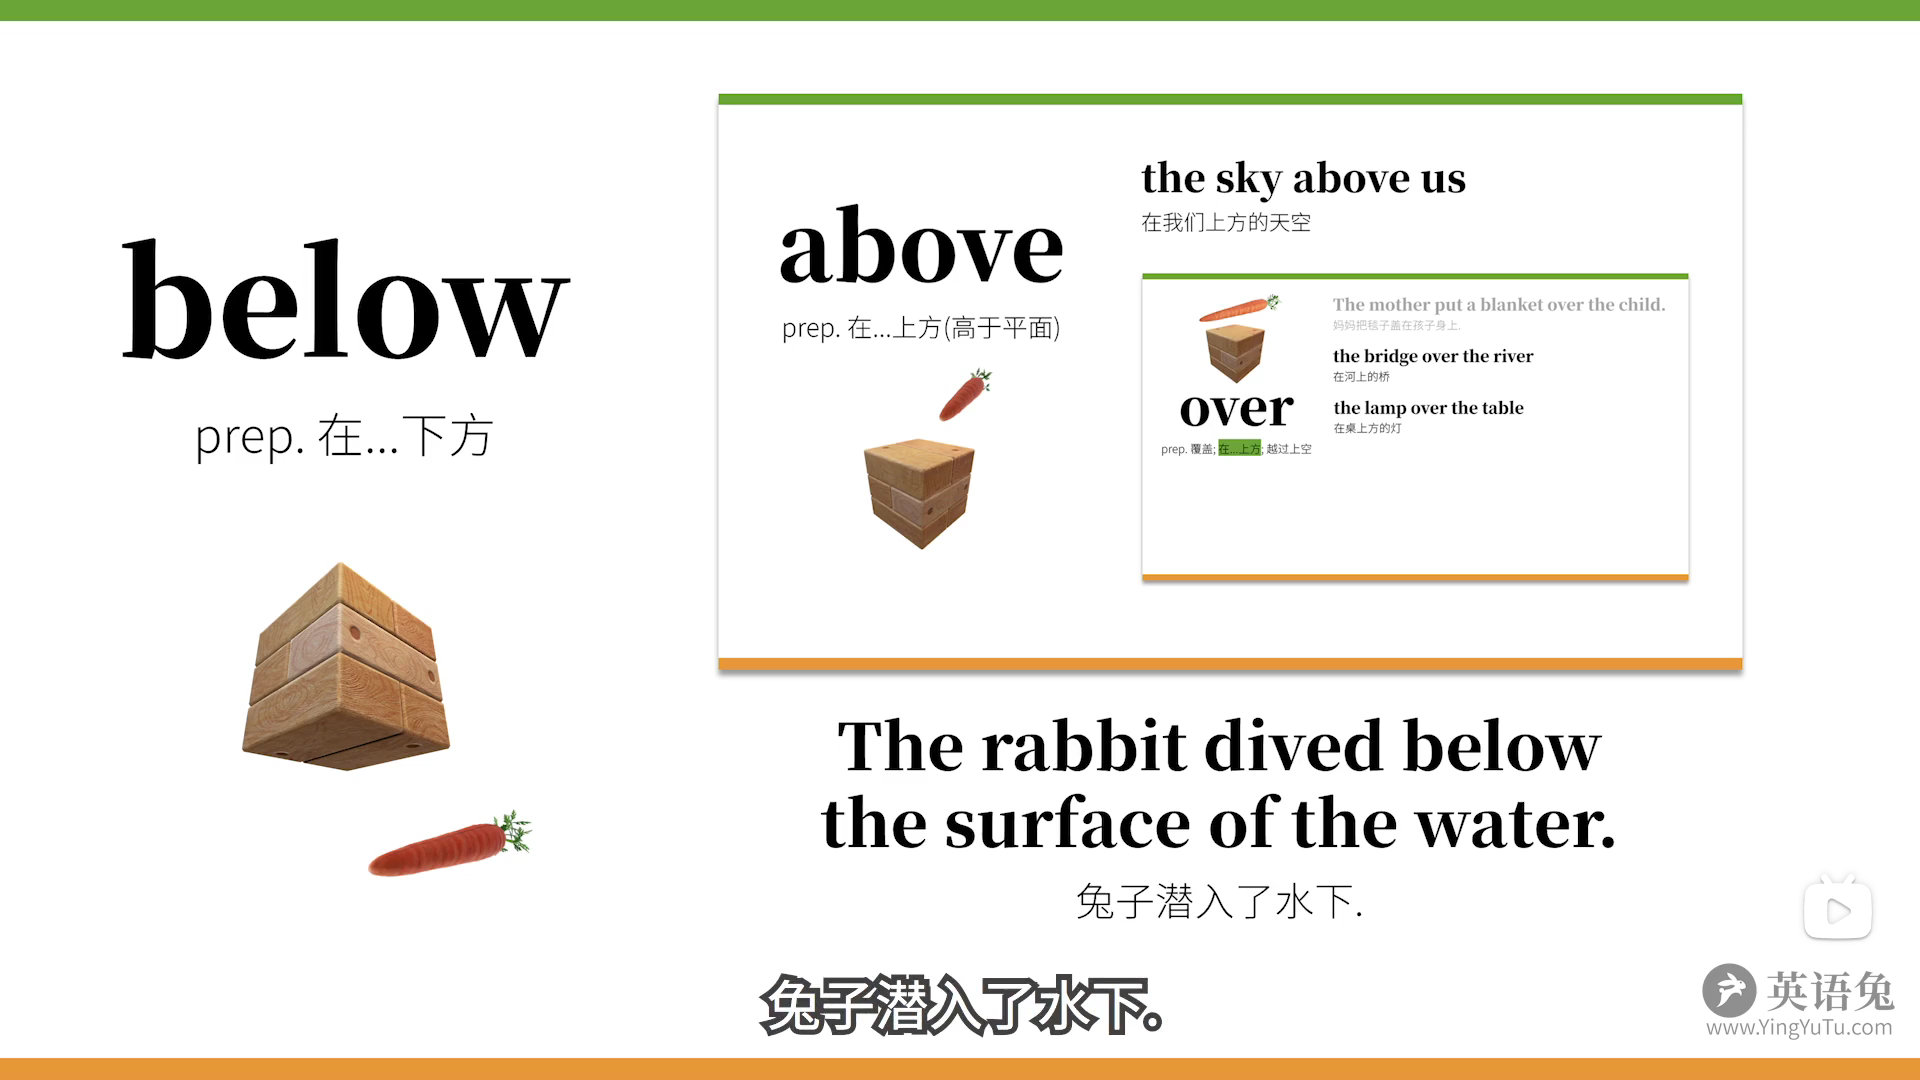 below
prep. 在...下方
above
prep. 在...上方(高于平面)
the sky above us
在我们上方的天空
over
prep. 覆盖; 在...上方; 越过上空
The mother put a blanket over the child.
妈妈把毯子盖在孩子身上.
the bridge over the river
在河上的桥
the lamp over the table
在桌上方的灯
The rabbit dived below
the surface of the water.
兔子潜入了水下.
兔子潜入了水下。
英语兔
www.YingYuTu.com